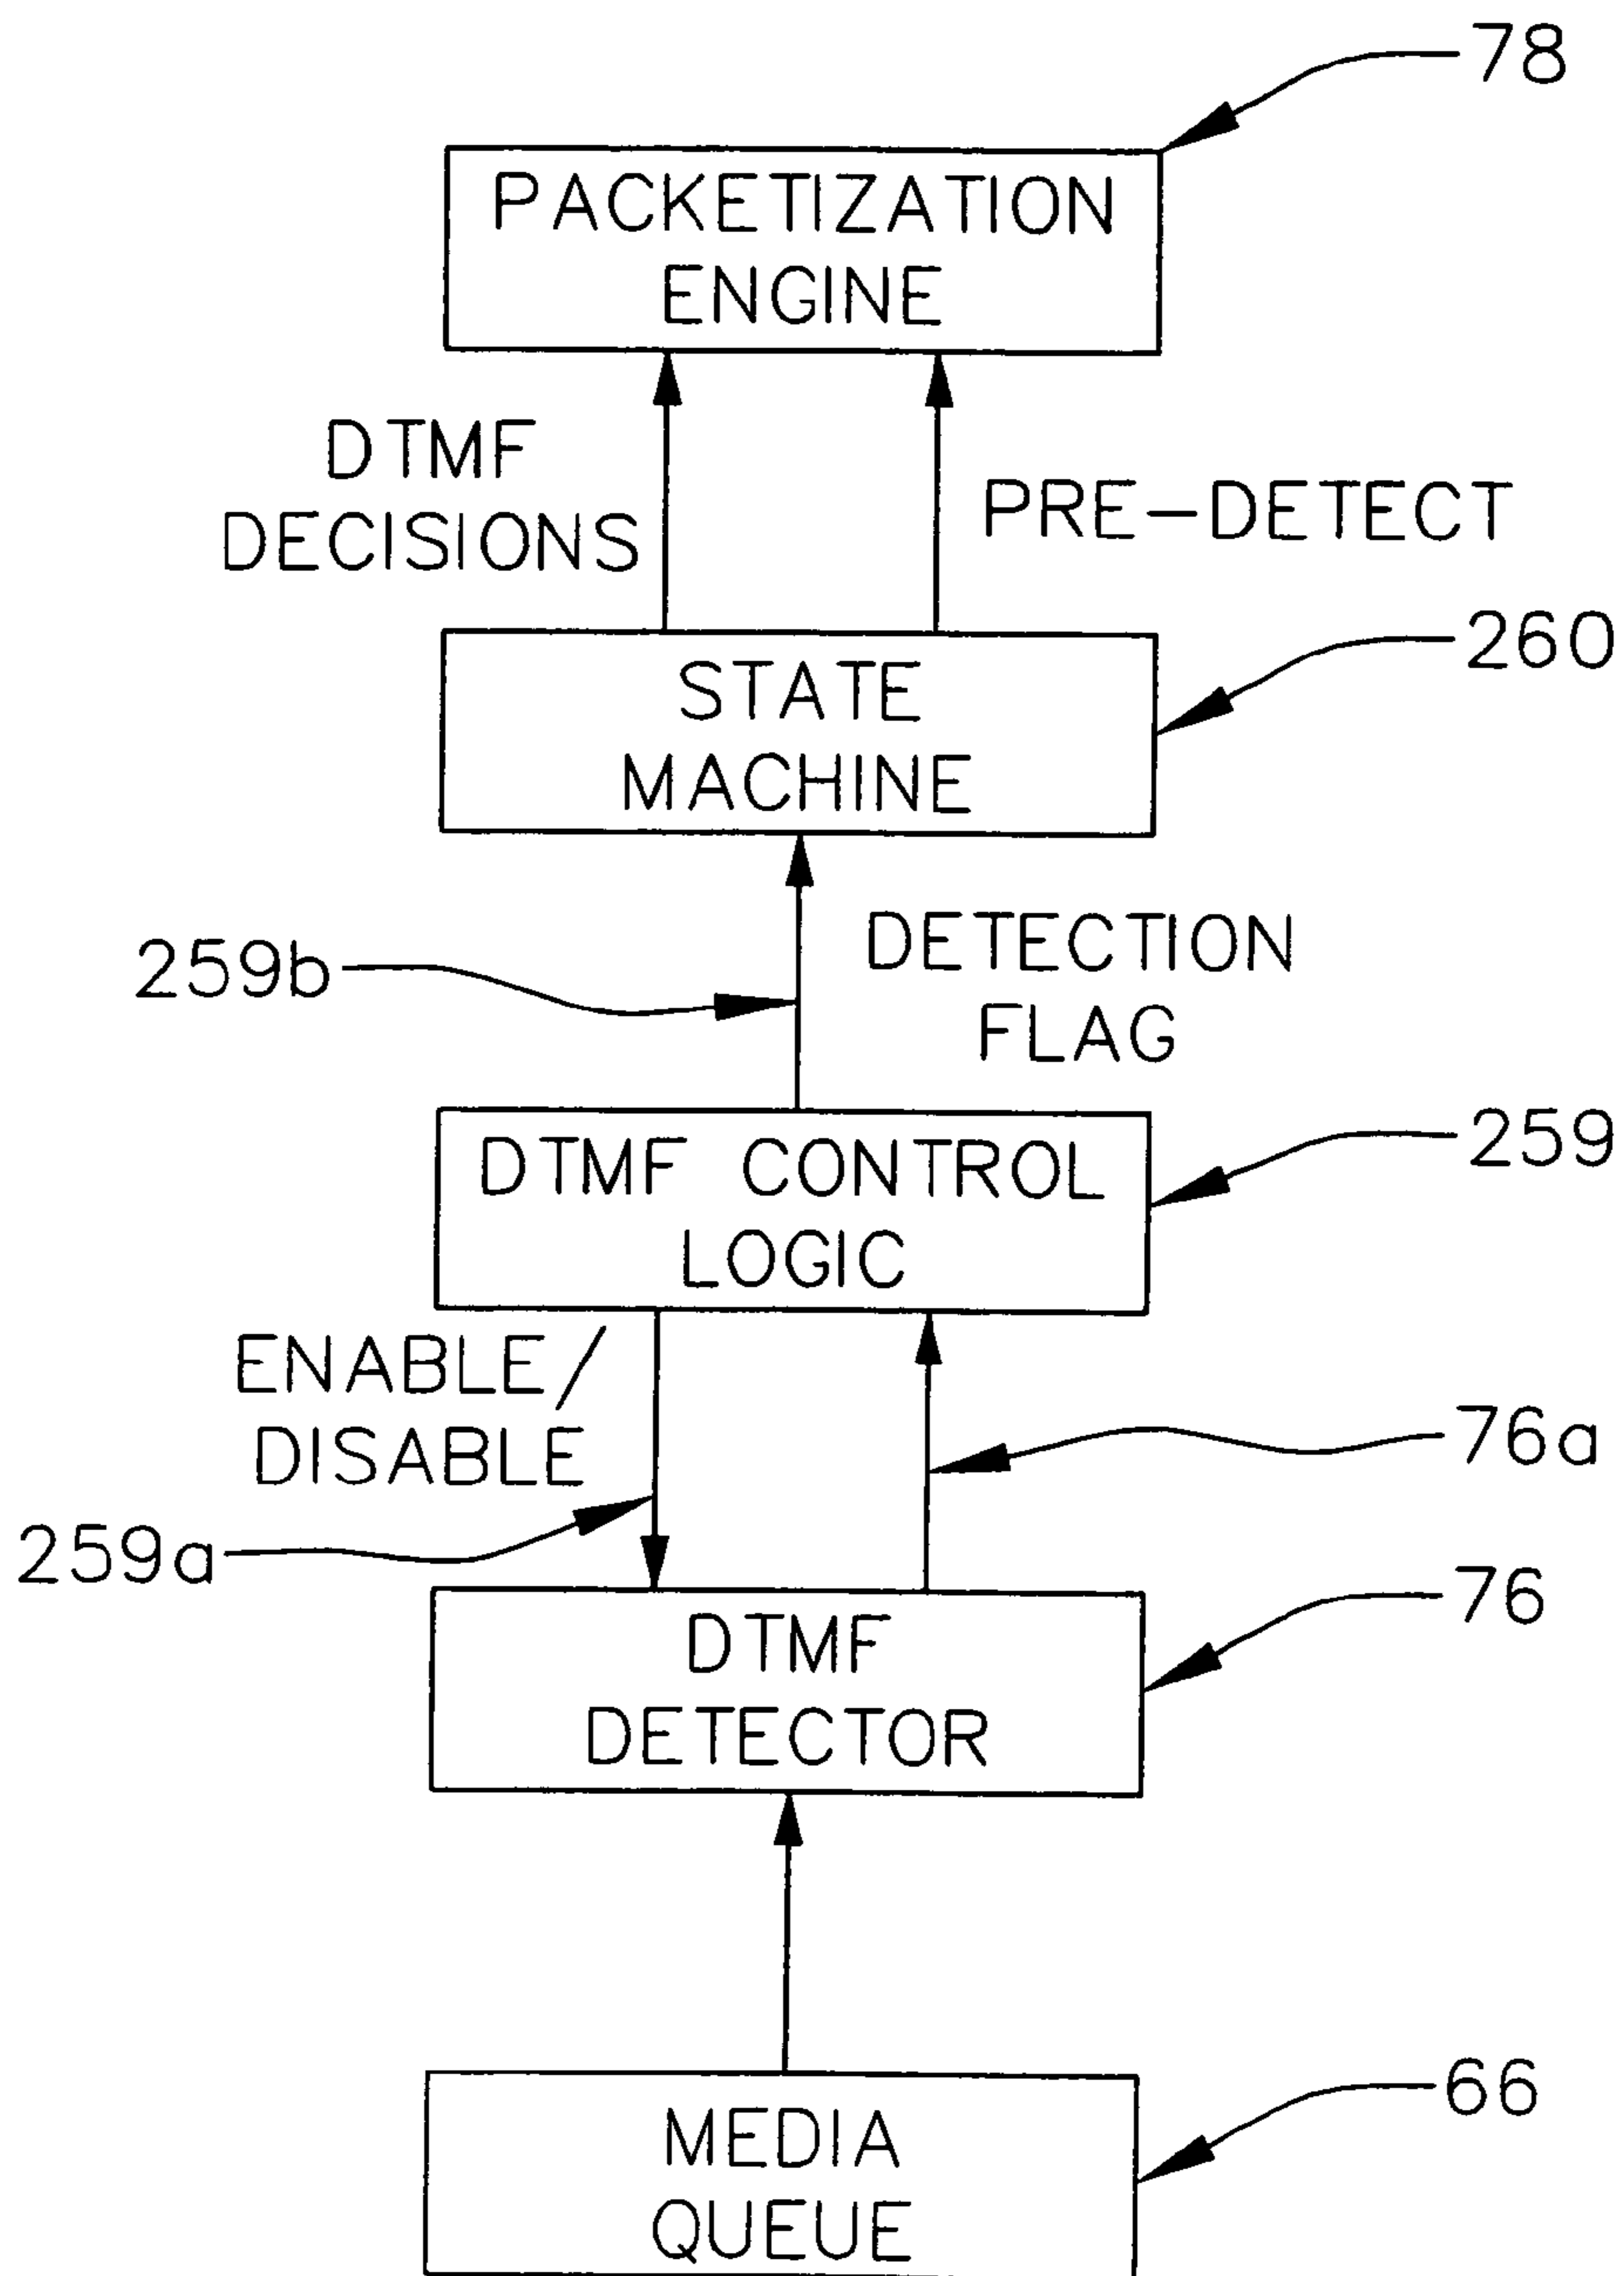 78
PACKETIZATION
ENGINE
DTMF
DECISIONS
PRE-DETECT
260
STATE
MACHINE
259b
DETECTION
FLAG
259
DTMF CONTROL
LOGIC
ENABLE/
DISABLE
76a
259a
76
DTMF
DETECTOR
66
MEDIA
QUEUE